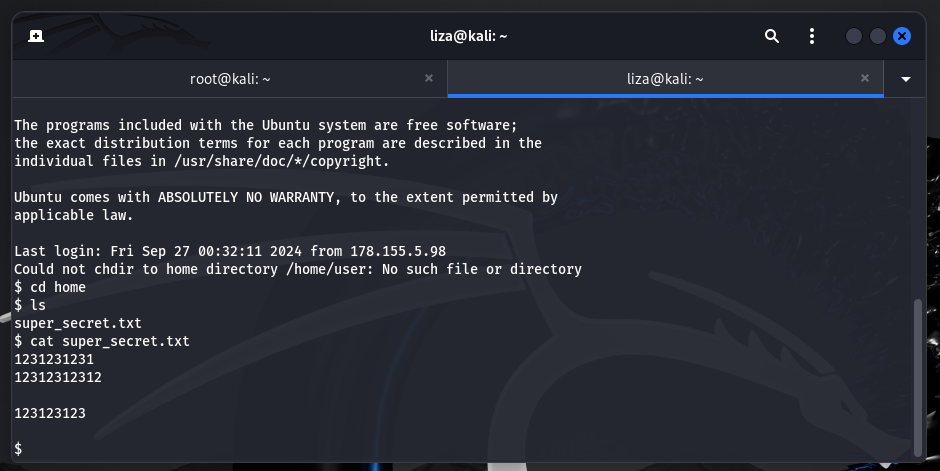 liza@kali: ~
root@kali: ~
liza@kali: ~
The programs included with the Ubuntu system are free software;
the exact distribution terms for each program are described in the
individual files in /usr/share/doc/*/copyright.
Ubuntu comes with ABSOLUTELY NO WARRANTY, to the extent permitted by
applicable law.
Last login: Fri Sep 27 00:32:11 2024 from 178.155.5.98
Could not chdir to home directory /home/user: No such file or directory
$ cd home
$ ls
super_secret.txt
$ cat super_secret.txt
1231231231
12312312312
123123123
$